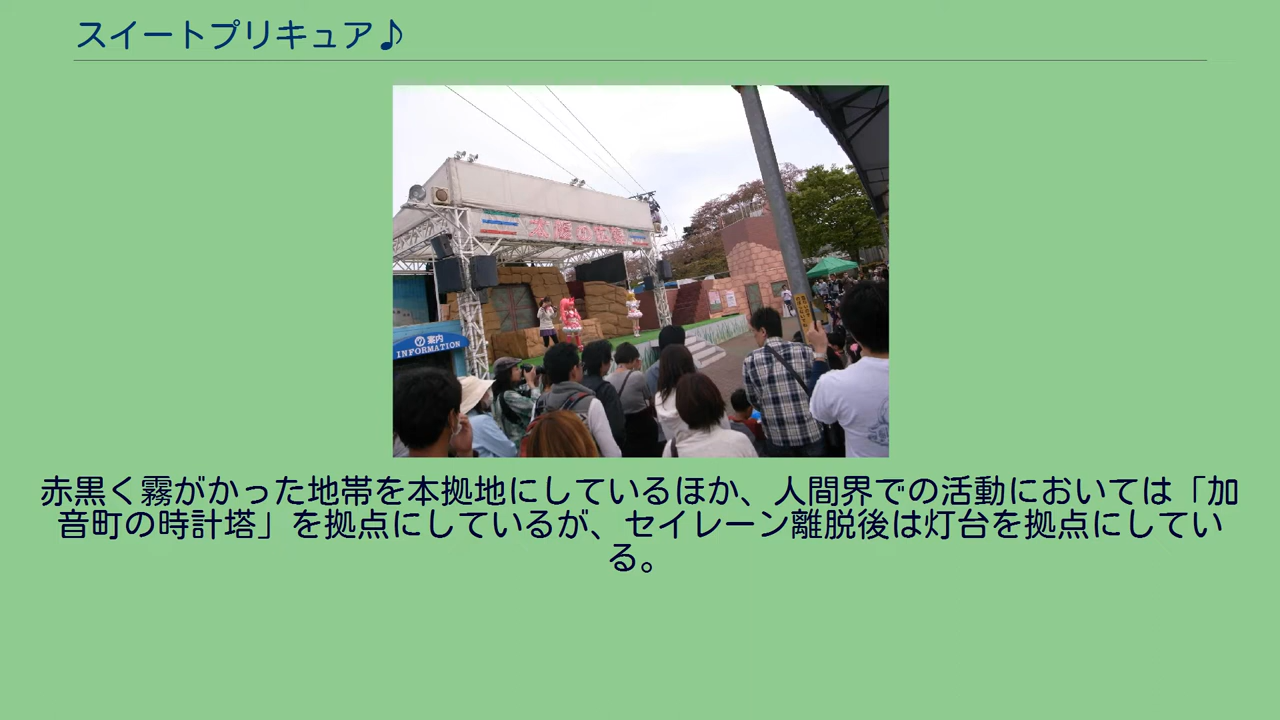 スイートプリキュア♪
案内
INFORMATION
赤黒く霧がかった地帯を本拠地にしているほか、人間界での活動においては「加
音町の時計塔」を拠点にしているが、セイレーン離脱後は灯台を拠点にしてい
る。